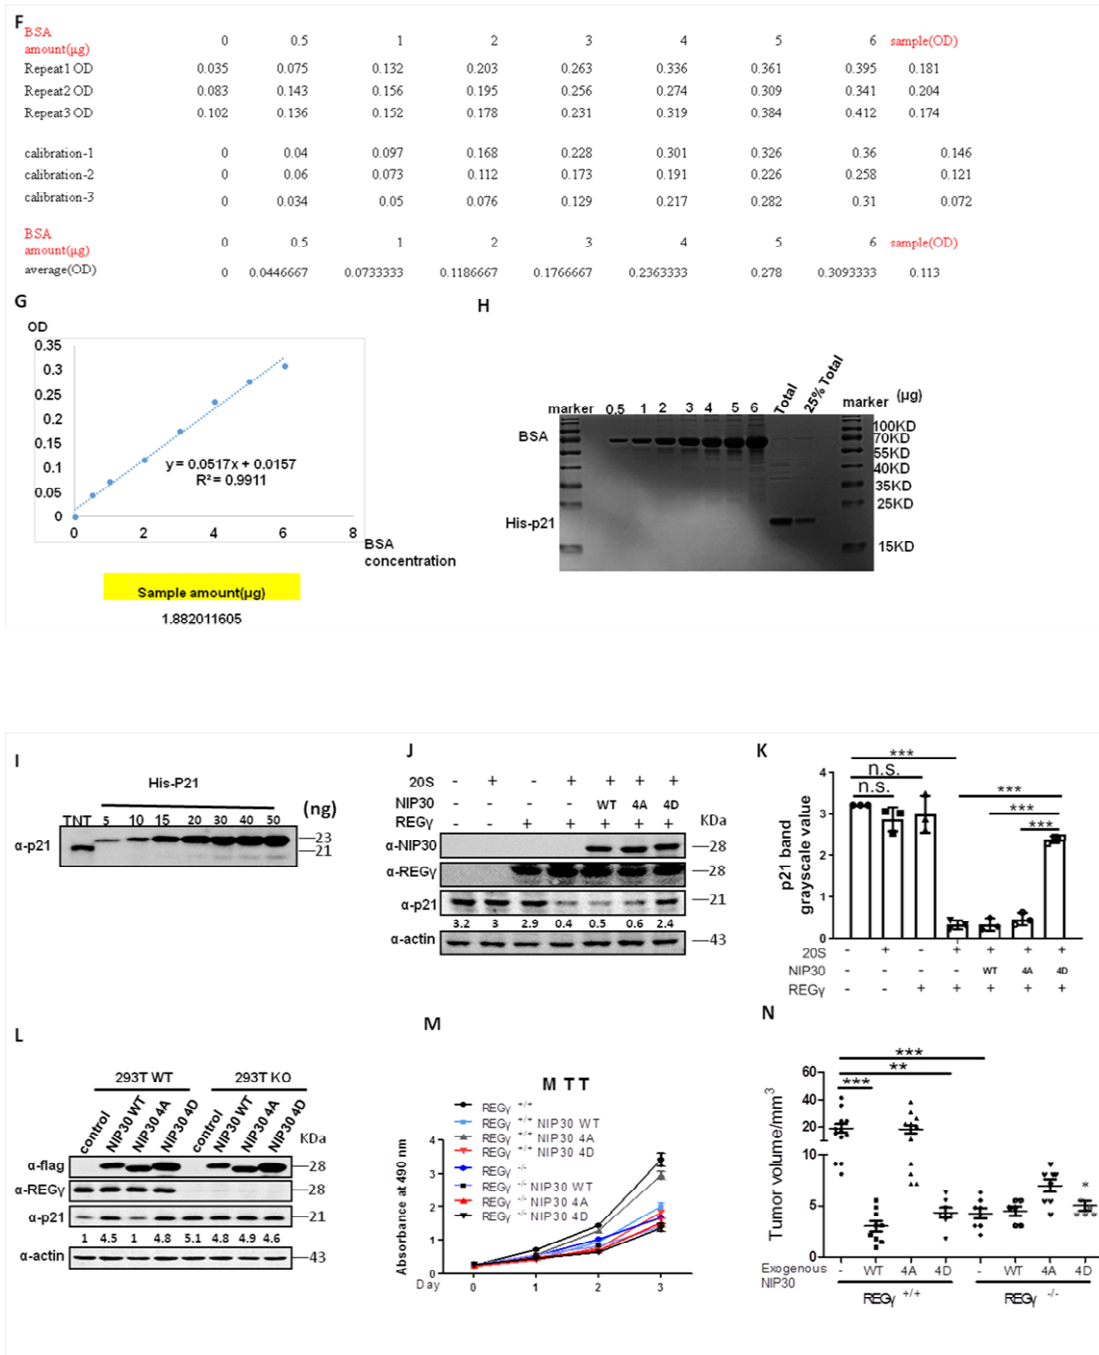 F
BSA amount(μg) 0 0.5 1 2 3 4 5 6 sample(OD)
Repeat1 OD 0.035 0.075 0.132 0.203 0.263 0.336 0.361 0.395 0.181
Repeat2 OD 0.083 0.143 0.156 0.195 0.256 0.274 0.309 0.341 0.204
Repeat3 OD 0.102 0.136 0.152 0.178 0.231 0.319 0.384 0.412 0.174
calibration-1 0 0.04 0.097 0.168 0.228 0.301 0.326 0.36 0.146
calibration-2 0 0.06 0.073 0.112 0.173 0.191 0.226 0.258 0.121
calibration-3 0 0.034 0.05 0.076 0.129 0.217 0.282 0.31 0.072
BSA amount(μg) 0 0.5 1 2 3 4 5 6 sample(OD)
average(OD) 0 0.0446667 0.0733333 0.1186667 0.1766667 0.2363333 0.278 0.3093333 0.113
G
OD
0.35
0.3
0.25
0.2
0.15
0.1
0.05
0
y = 0.0517x + 0.0157
R² = 0.9911
0 2 4 6 8
BSA
concentration
Sample amount(μg)
1.882011605
H
marker 0.5 1 2 3 4 5 6 Total 25% Total marker (μg)
BSA
His-p21
100KD
70KD
55KD
40KD
35KD
25KD
15KD
I
His-P21
TNT 5 10 15 20 30 40 50 (ng)
α-p21
23
21
J
20S - + - + + + +
NIP30 WT 4A 4D
REGγ - - + + + + + KDa
α-NIP30 28
α-REGγ 28
α-p21 21
3.2 3 2.9 0.4 0.5 0.6 2.4
α-actin 43
K
***
n.s.
n.s.
***
***
***
p21 band
grayscale value
4
3
2
1
0
20S - + - + + + +
NIP30 - - - - WT 4A 4D
REGγ - - + + + + +
L
293T WT 293T KO
control NIP30 WT NIP30 4A NIP30 4D control NIP30 WT NIP30 4A NIP30 4D KDa
α-flag 28
α-REGγ 28
α-p21 21
1 4.5 1 4.8 5.1 4.8 4.9 4.6
α-actin 43
M
MTT
REGγ +/+
REGγ +/+ NIP30 WT
REGγ +/+ NIP30 4A
REGγ +/+ NIP30 4D
REGγ -/-
REGγ -/- NIP30 WT
REGγ -/- NIP30 4A
REGγ -/- NIP30 4D
Absorbance at 490 nm
4
3
2
1
0
Day 0 1 2 3
N
***
**
***
*
Tumor volume/mm³
60
40
20
10
5
0
Exogenous NIP30 - WT 4A 4D - WT 4A 4D
REGγ +/+ REGγ -/-